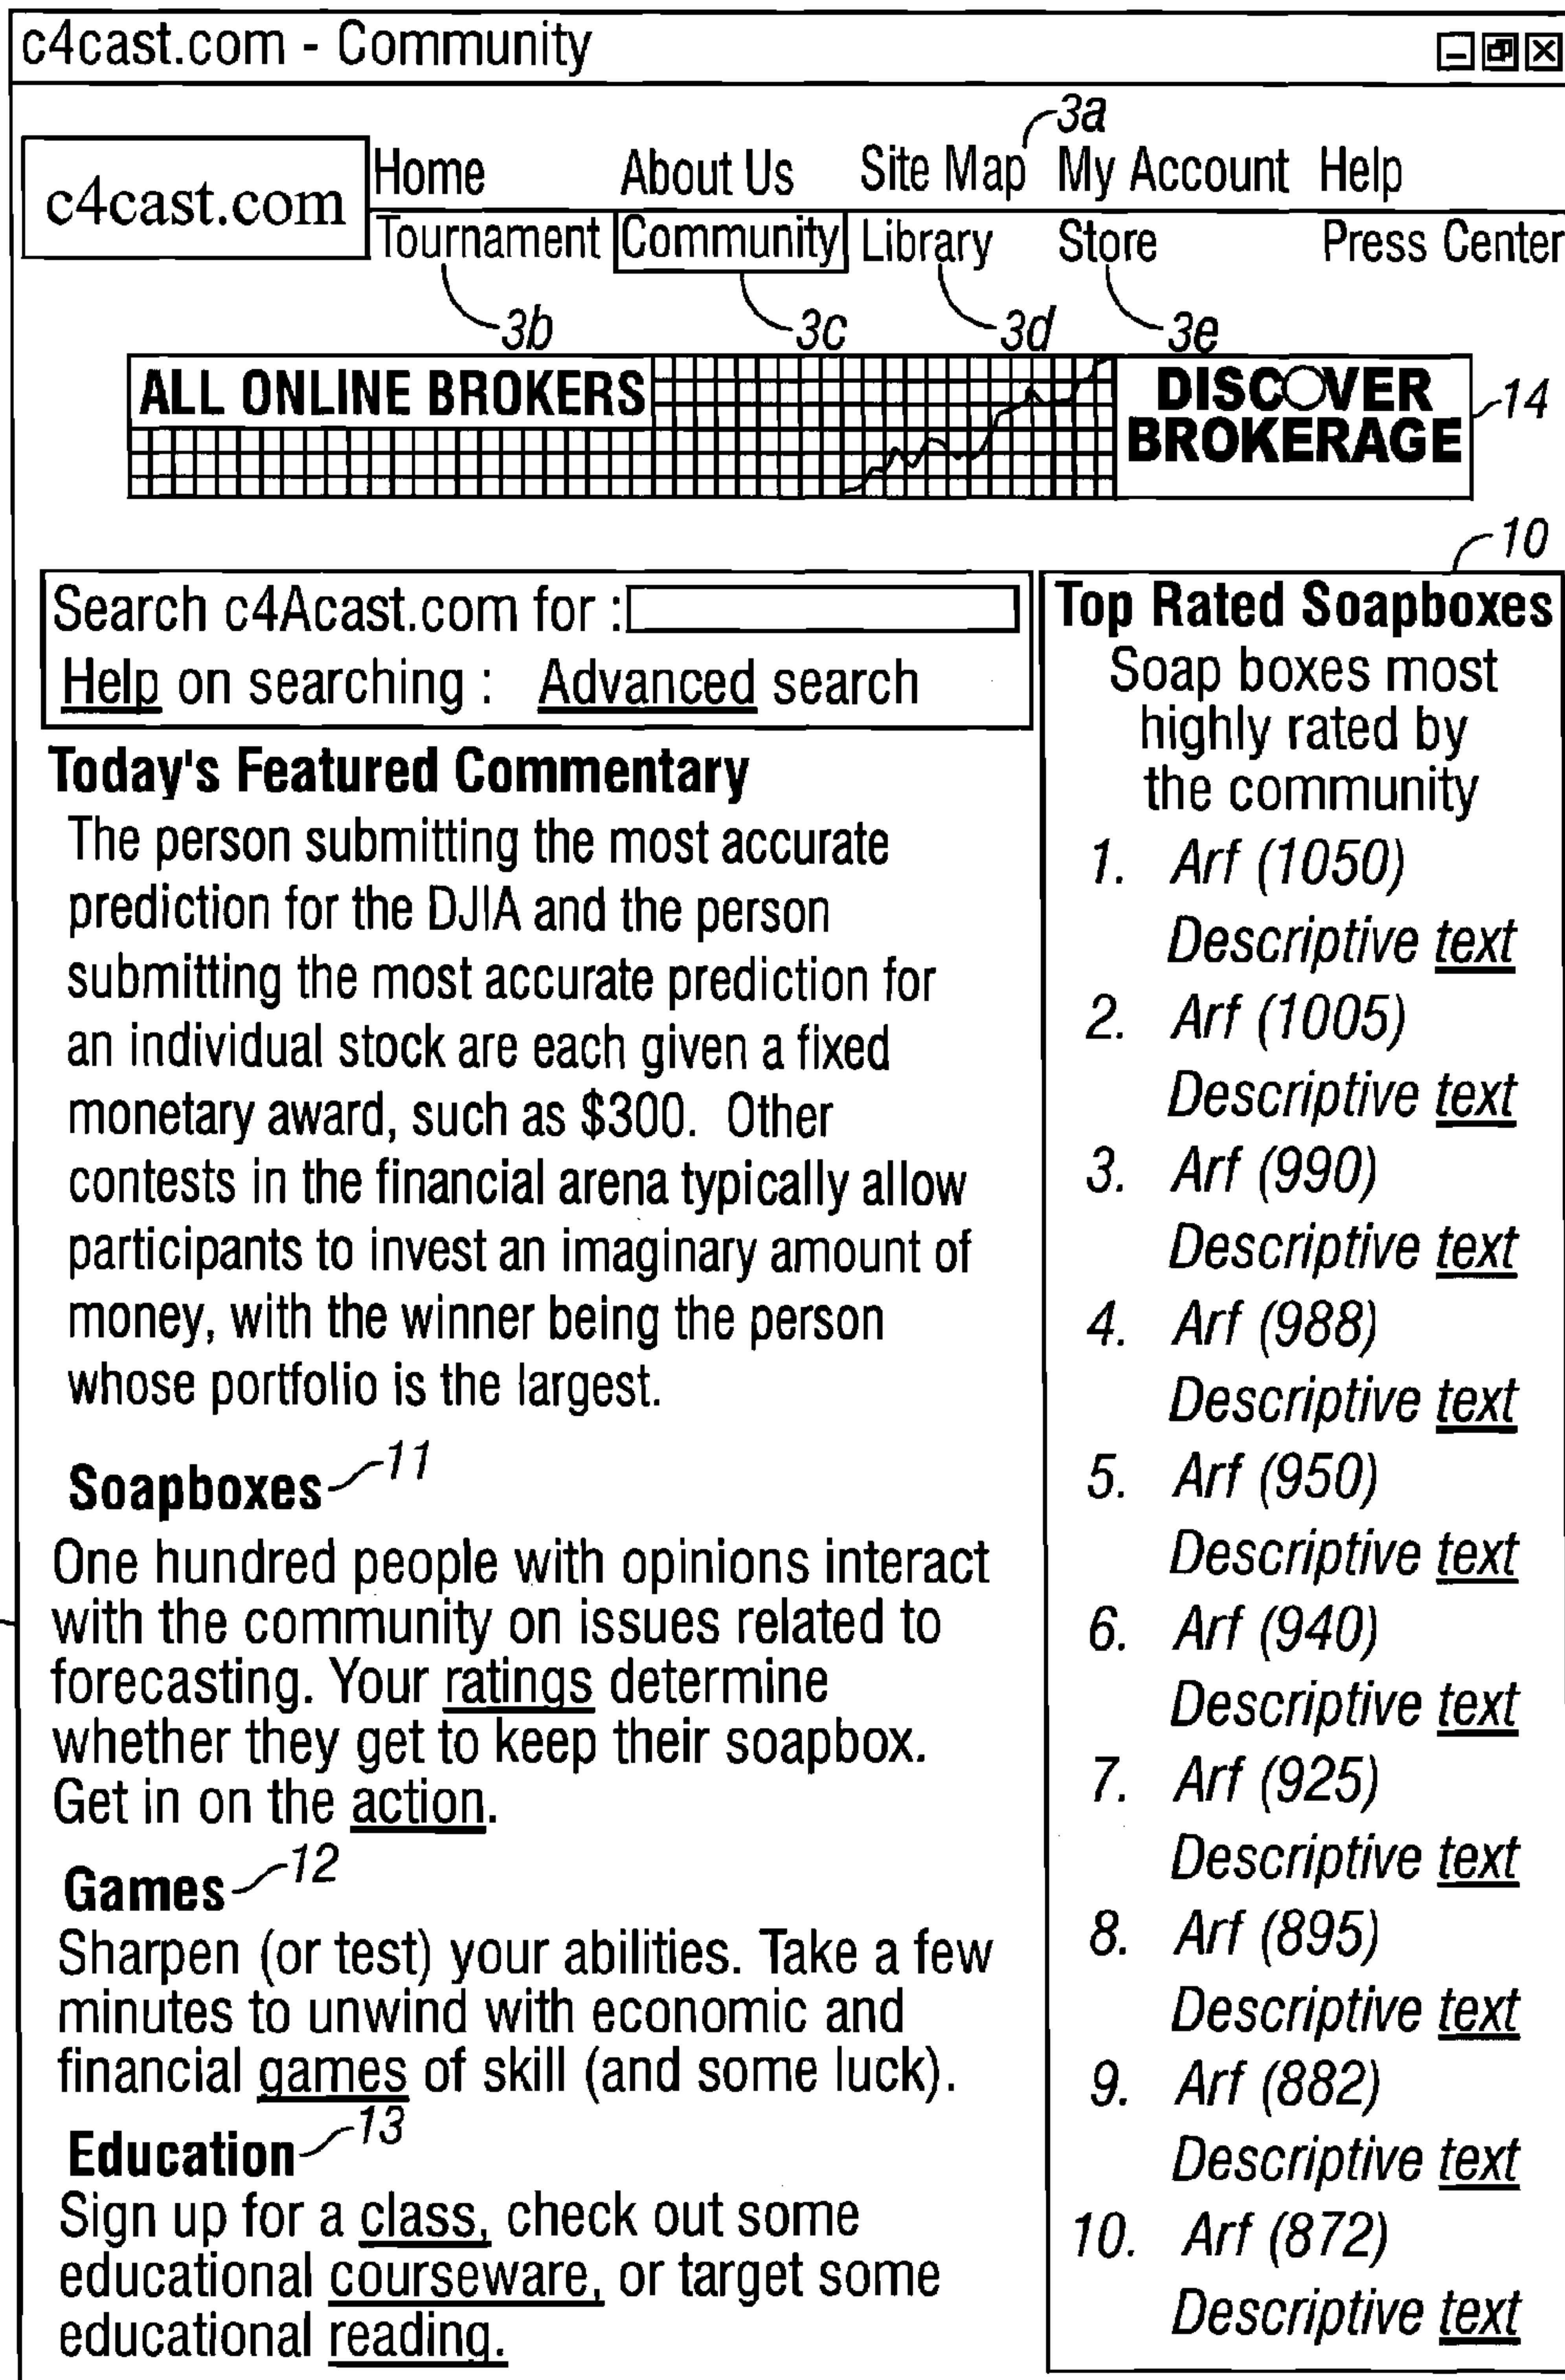 c4cast.com - Community
3a
c4cast.com
Home About Us Site Map My Account Help
Tournament Community Library Store Press Center
3b 3c 3d 3e
ALL ONLINE BROKERS
DISCOVER
BROKERAGE
14
10
Search c4Acast.com for :
Help on searching : Advanced search
Today's Featured Commentary
The person submitting the most accurate
prediction for the DJIA and the person
submitting the most accurate prediction for
an individual stock are each given a fixed
monetary award, such as $300. Other
contests in the financial arena typically allow
participants to invest an imaginary amount of
money, with the winner being the person
whose portfolio is the largest.
Soapboxes 11
One hundred people with opinions interact
with the community on issues related to
forecasting. Your ratings determine
whether they get to keep their soapbox.
Get in on the action.
Games 12
Sharpen (or test) your abilities. Take a few
minutes to unwind with economic and
financial games of skill (and some luck).
Education 13
Sign up for a class, check out some
educational courseware, or target some
educational reading.
Top Rated Soapboxes
Soap boxes most
highly rated by
the community
1. Arf (1050)
Descriptive text
2. Arf (1005)
Descriptive text
3. Arf (990)
Descriptive text
4. Arf (988)
Descriptive text
5. Arf (950)
Descriptive text
6. Arf (940)
Descriptive text
7. Arf (925)
Descriptive text
8. Arf (895)
Descriptive text
9. Arf (882)
Descriptive text
10. Arf (872)
Descriptive text